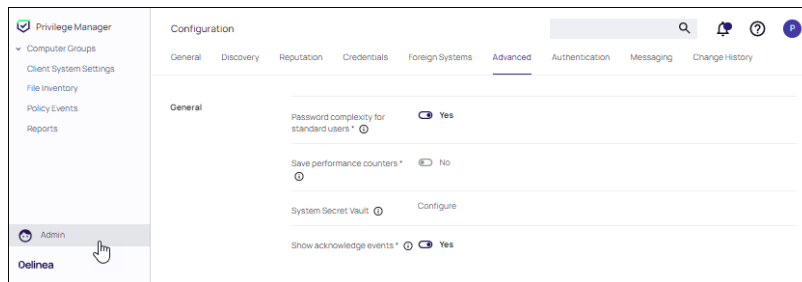 Privilege Manager
Computer Groups
Client System Settings
File Inventory
Policy Events
Reports
Admin
Delinea
Configuration
P
General Discovery Reputation Credentials Foreign Systems Advanced Authentication Messaging Change History
General
Password complexity for
standard users *
Yes
Save performance counters *
No
System Secret Vault
Configure
Show acknowledge events *
Yes